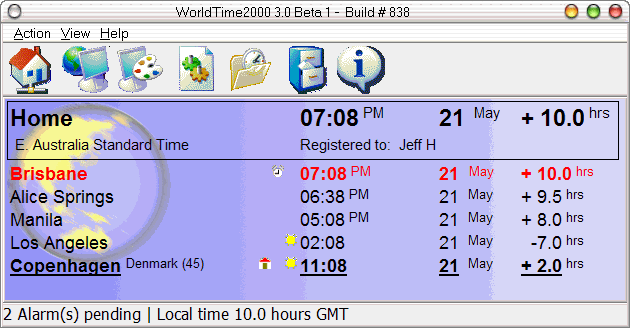 WorldTime2000 3.0 Beta 1 - Build # 838
Action View Help
Home 07:08 PM 21 May + 10.0 hrs
E. Australia Standard Time Registered to: Jeff H
Brisbane 07:08 PM 21 May + 10.0 hrs
Alice Springs 06:38 PM 21 May + 9.5 hrs
Manila 05:08 PM 21 May + 8.0 hrs
Los Angeles 02:08 21 May -7.0 hrs
Copenhagen Denmark (45) 11:08 21 May + 2.0 hrs
2 Alarm(s) pending | Local time 10.0 hours GMT